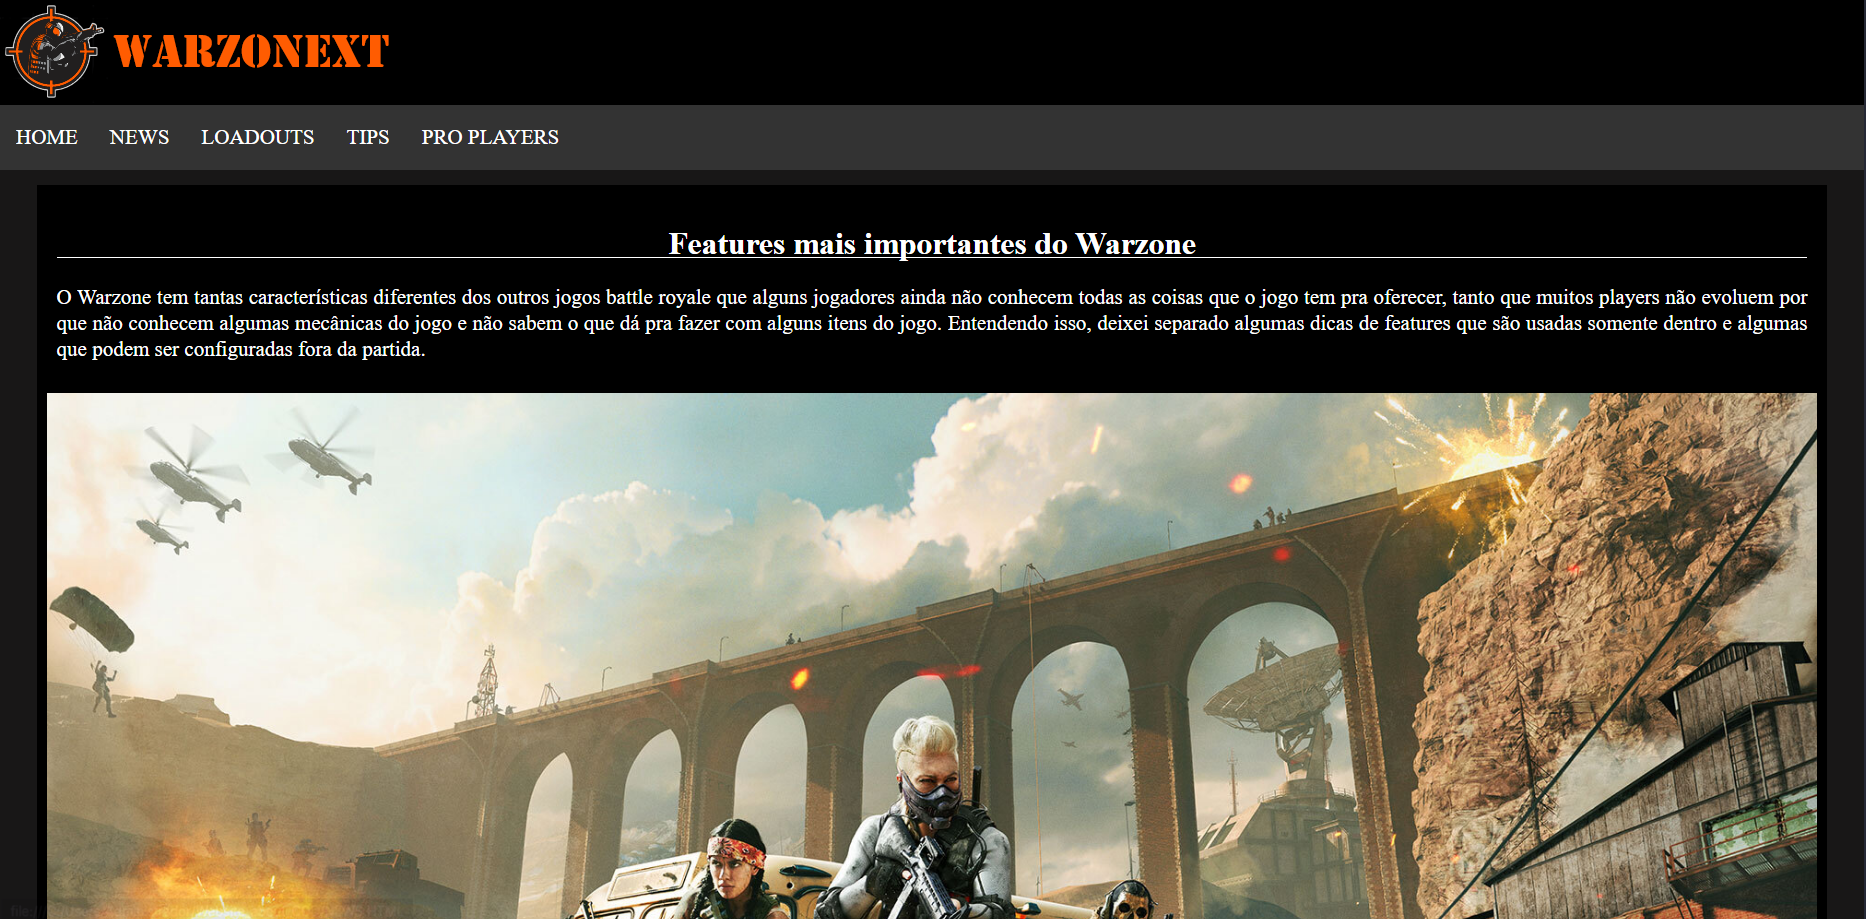 WARZONEXT
HOME NEWS LOADOUTS TIPS PRO PLAYERS
Features mais importantes do Warzone
O Warzone tem tantas características diferentes dos outros jogos battle royale que alguns jogadores ainda não conhecem todas as coisas que o jogo tem pra oferecer, tanto que muitos players não evoluem por
que não conhecem algumas mecânicas do jogo e não sabem o que dá pra fazer com alguns itens do jogo. Entendendo isso, deixei separado algumas dicas de features que são usadas somente dentro e algumas
que podem ser configuradas fora da partida.